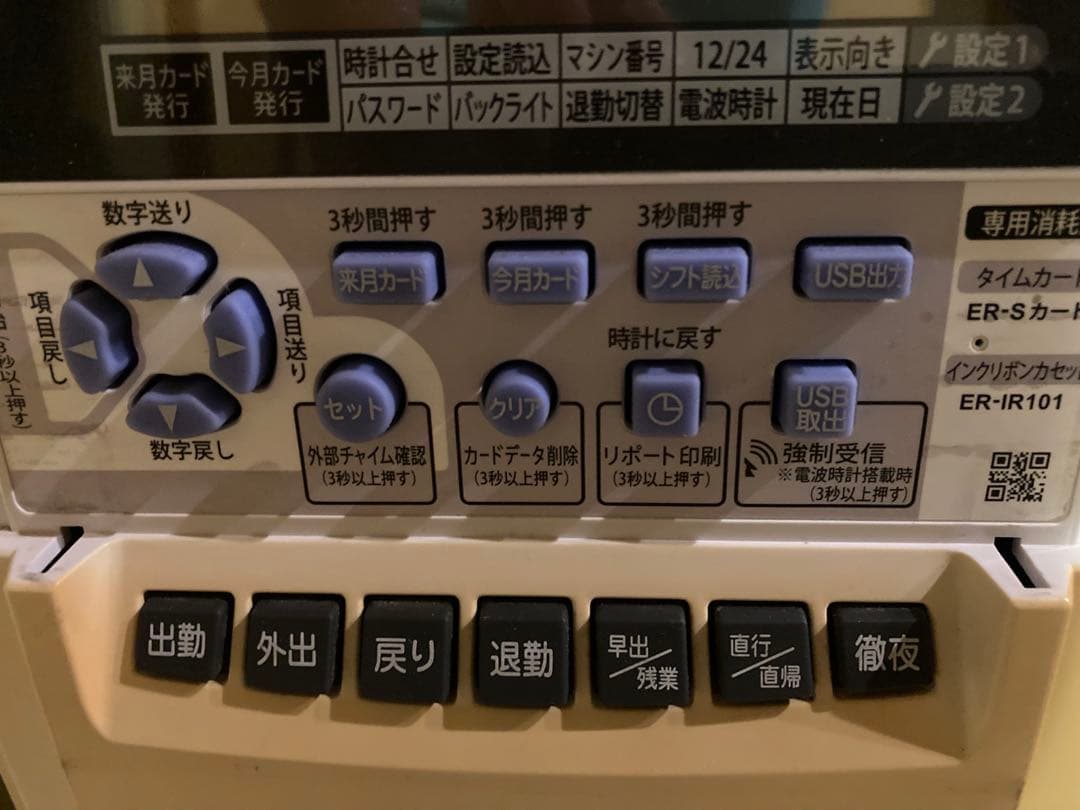 来月カード
発行
今月カード
発行
時計合せ
設定読込
マシン番号
12/24
表示向き
設定1
パスワード
バックライト
退勤切替
電波時計
現在日
設定2
数字送り
項目戻し
項目送り
数字戻し
(3秒以上押す)
3秒間押す
3秒間押す
3秒間押す
来月カード
今月カード
シフト読込
USB出力
時計に戻す
セット
クリア
USB
取出
外部チャイム確認
(3秒以上押す)
カードデータ削除
(3秒以上押す)
リポート印刷
(3秒以上押す)
強制受信
※電波時計搭載時
(3秒以上押す)
専用消耗
タイムカード
ER-Sカード
インクリボンカセッ
ER-IR101
出勤
外出
戻り
退勤
早出/残業
直行/直帰
徹夜